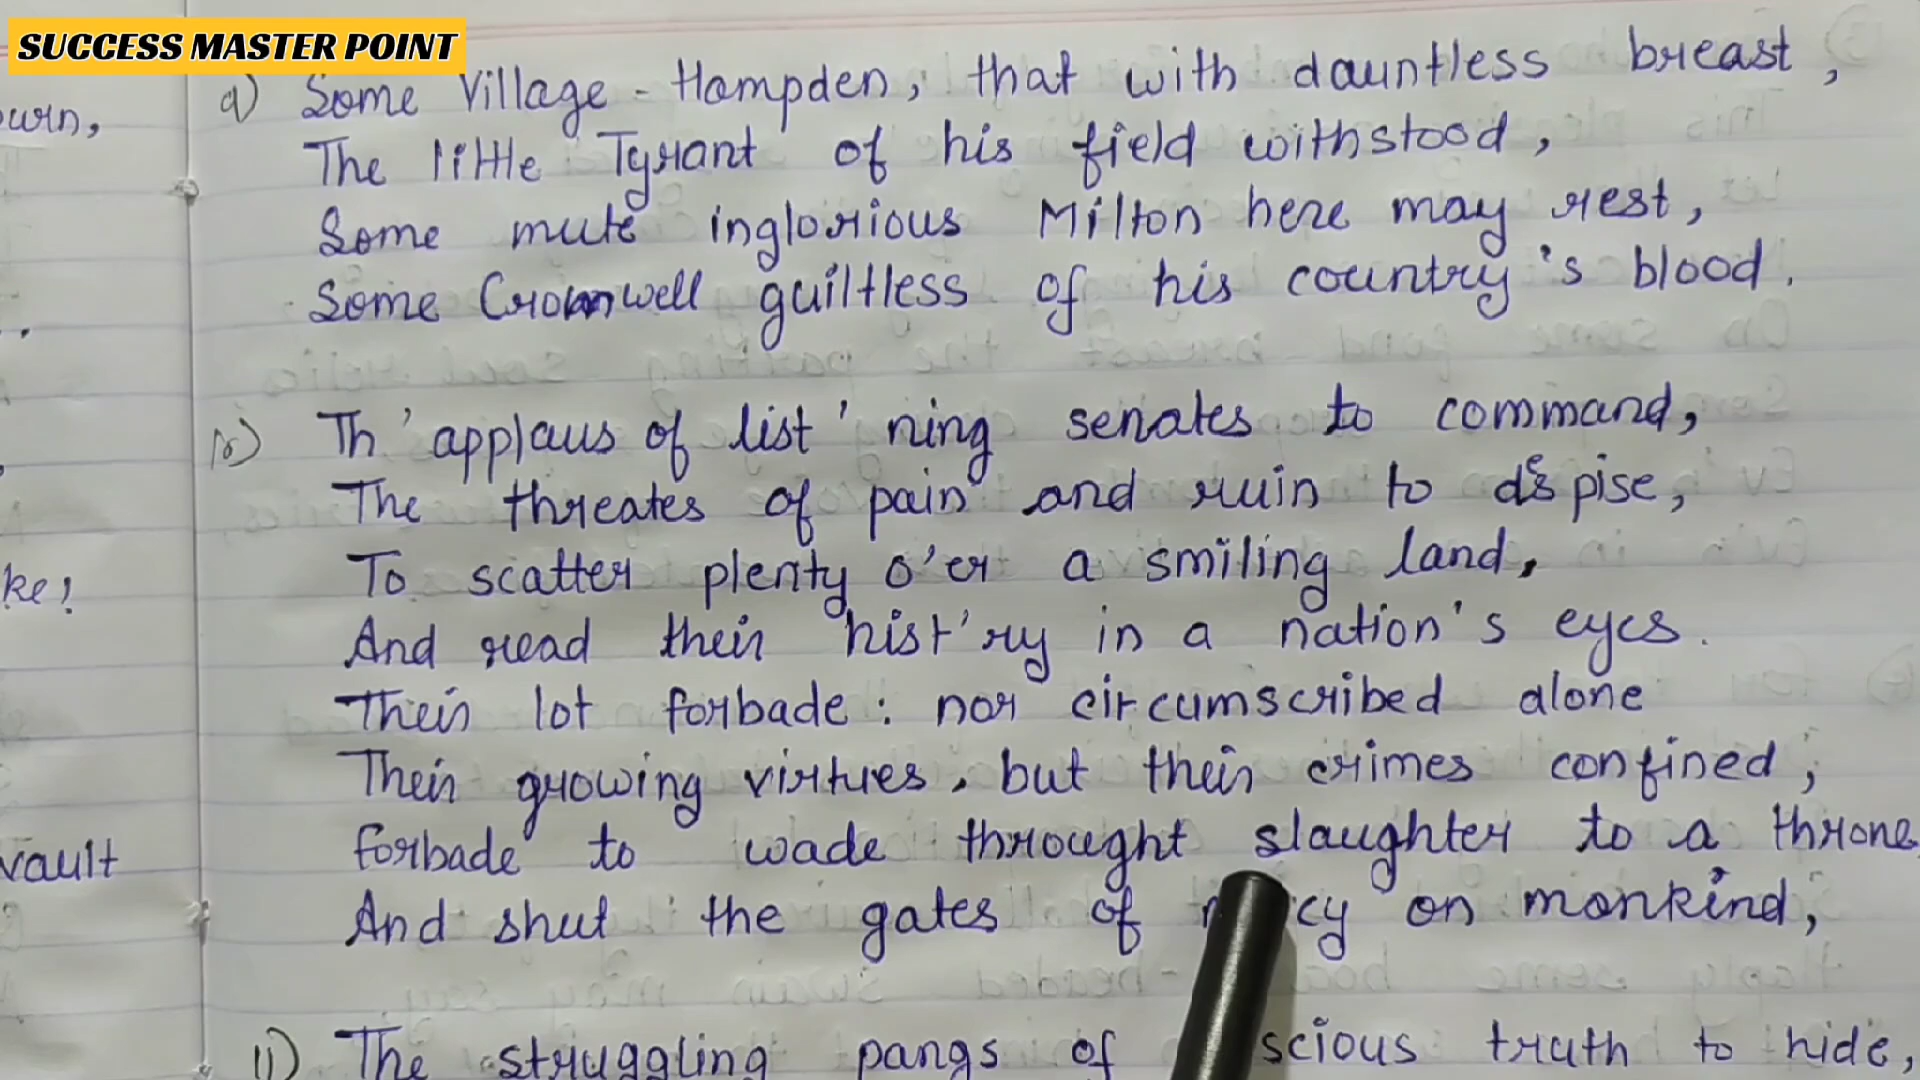 SUCCESS MASTER POINT
ourn,
ke!
vault
9) Some Village - Hampden, that with dauntless breast,
The little Tyrant of his field withstood,
Some mute inglorious Milton here may rest,
Some Cromwell guiltless of his country's blood.
10) Th' applaus of list' ning senates to command,
The threates of pain and ruin to despise,
To scatter plenty o'er a smiling land,
And read their hist'ry in a nation's eyes.
Their lot forbade: nor circumscribed alone
Their growing virtues, but their crimes confined;
forbade to wade throught slaughter to a throne
And shut the gates of cy on mankind,
11) The struggling pangs of scious truth to hide,